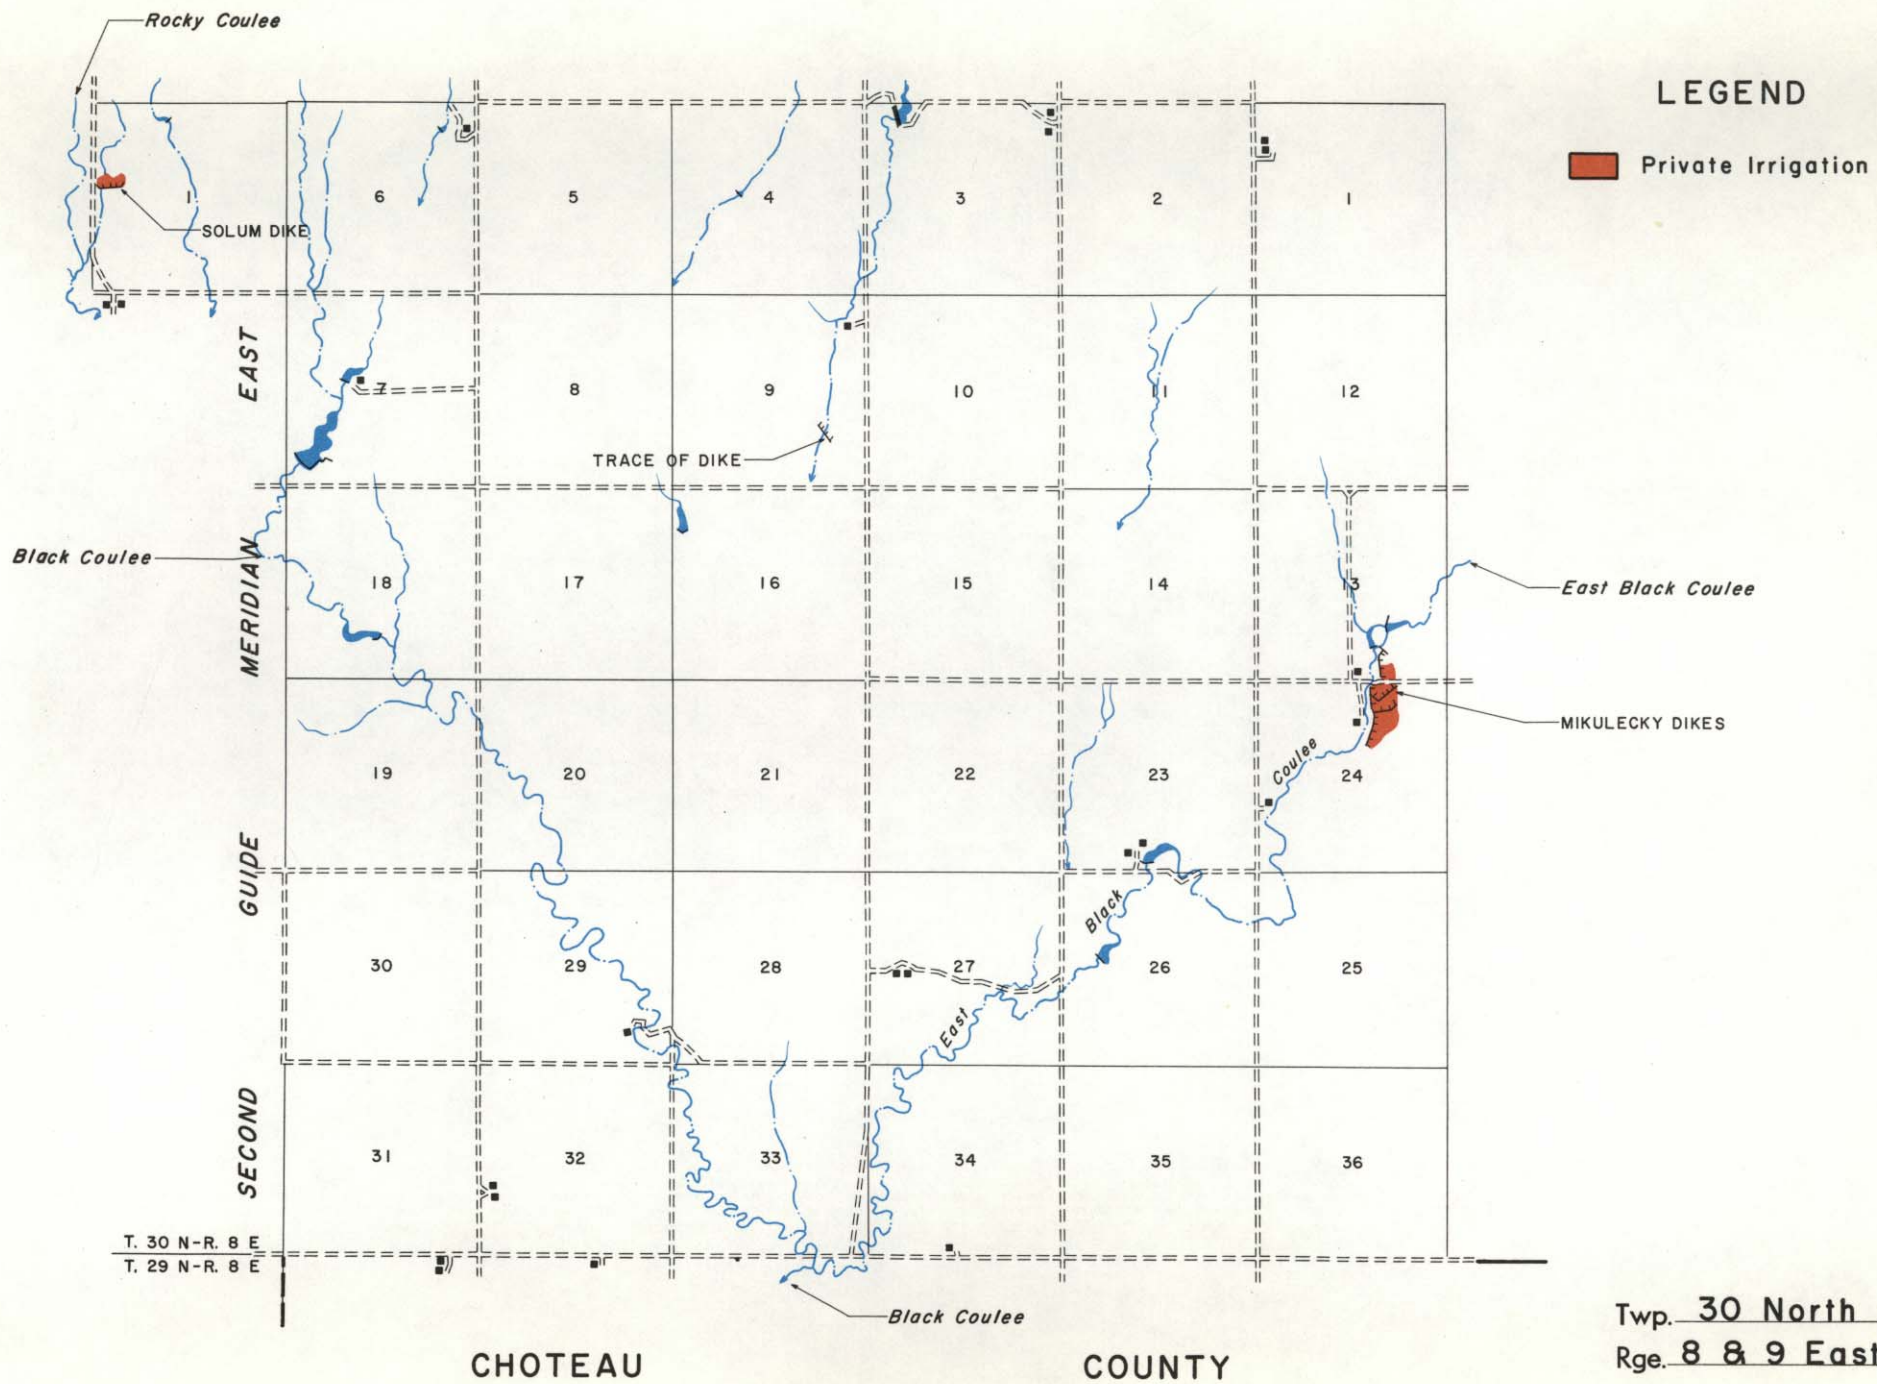 Rocky Coulee
LEGEND
Private Irrigation
1
6
5
4
3
2
1
SOLUM DIKE
EAST
7
8
9
10
11
12
TRACE OF DIKE
Black Coulee
MERIDIAN
18
17
16
15
14
13
East Black Coulee
MIKULECKY DIKES
19
20
21
22
23
24
Coulee
GUIDE
Black
30
29
28
27
26
25
East
SECOND
31
32
33
34
35
36
T. 30 N-R. 8 E
T. 29 N-R. 8 E
Black Coulee
CHOTEAU COUNTY
Twp. 30 North
Rge. 8 & 9 East